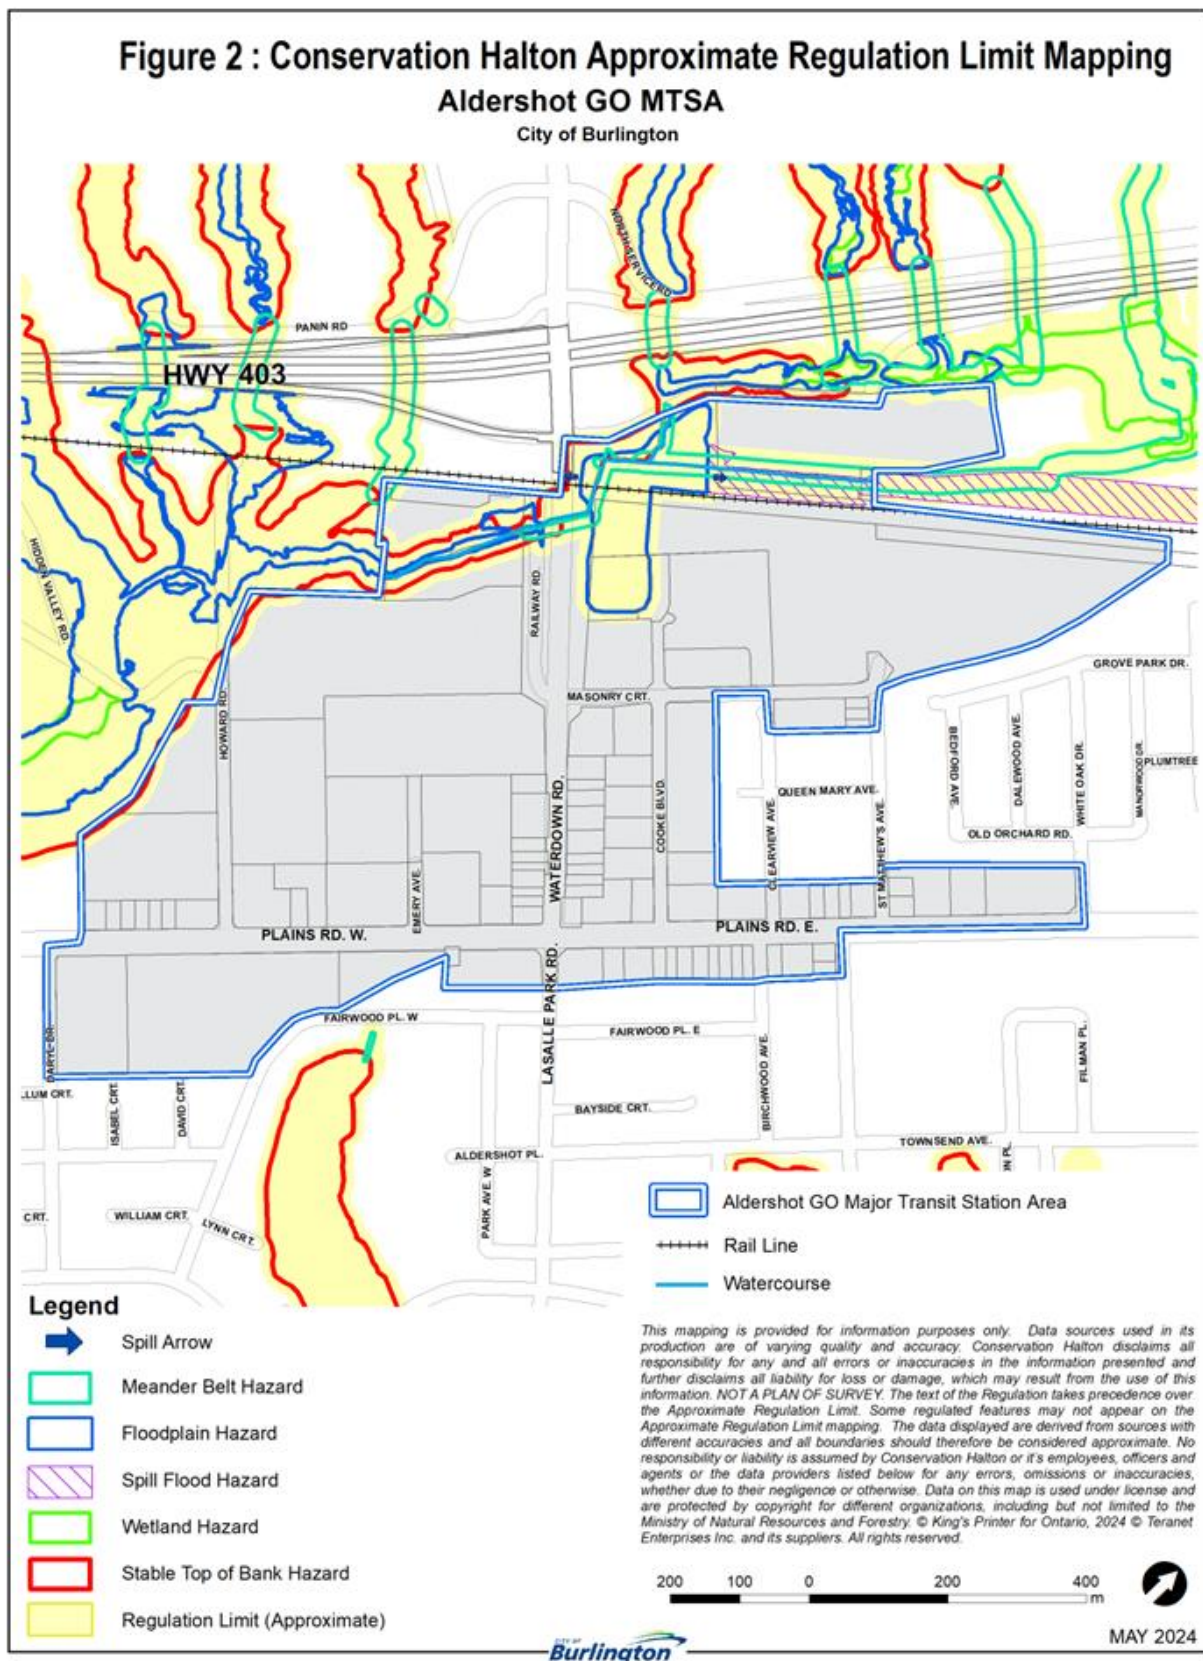 Figure 2 : Conservation Halton Approximate Regulation Limit Mapping
Aldershot GO MTSA
City of Burlington
NORTH SERVICE RD.
PANIN RD
HWY 403
HIDDEN VALLEY RD.
RAILWAY RD.
GROVE PARK DR.
MASONRY CRT.
HOWARD RD.
BEDFORD AVE.
DALEWOOD AVE.
WHITE OAK DR.
MANORWOOD DR.
PLUMTREE
WATERDOWN RD.
COOKE BLVD.
QUEEN MARY AVE.
CLEARVIEW AVE.
ST MATTHEW'S AVE.
OLD ORCHARD RD.
EMERY AVE.
PLAINS RD. W.
PLAINS RD. E.
LASALLE PARK RD.
FAIRWOOD PL. W
FAIRWOOD PL. E
DARYL DR.
LLUM CRT.
ISABEL CRT.
DAVID CRT.
BIRCHWOOD AVE.
FILMAN PL.
BAYSIDE CRT.
TOWNSEND AVE.
ON PL.
ALDERSHOT PL.
PARK AVE. W
CRT.
WILLIAM CRT.
LYNN CRT.
Aldershot GO Major Transit Station Area
Rail Line
Watercourse
Legend
Spill Arrow
Meander Belt Hazard
Floodplain Hazard
Spill Flood Hazard
Wetland Hazard
Stable Top of Bank Hazard
Regulation Limit (Approximate)
This mapping is provided for information purposes only. Data sources used in its
production are of varying quality and accuracy. Conservation Halton disclaims all
responsibility for any and all errors or inaccuracies in the information presented and
further disclaims all liability for loss or damage, which may result from the use of this
information. NOT A PLAN OF SURVEY. The text of the Regulation takes precedence over
the Approximate Regulation Limit. Some regulated features may not appear on the
Approximate Regulation Limit mapping. The data displayed are derived from sources with
different accuracies and all boundaries should therefore be considered approximate. No
responsibility or liability is assumed by Conservation Halton or it's employees, officers and
agents or the data providers listed below for any errors, omissions or inaccuracies,
whether due to their negligence or otherwise. Data on this map is used under license and
are protected by copyright for different organizations, including but not limited to the
Ministry of Natural Resources and Forestry. © King's Printer for Ontario, 2024 © Teranet
Enterprises Inc. and its suppliers. All rights reserved.
200 100 0 200 400
m
MAY 2024
CITY OF
Burlington